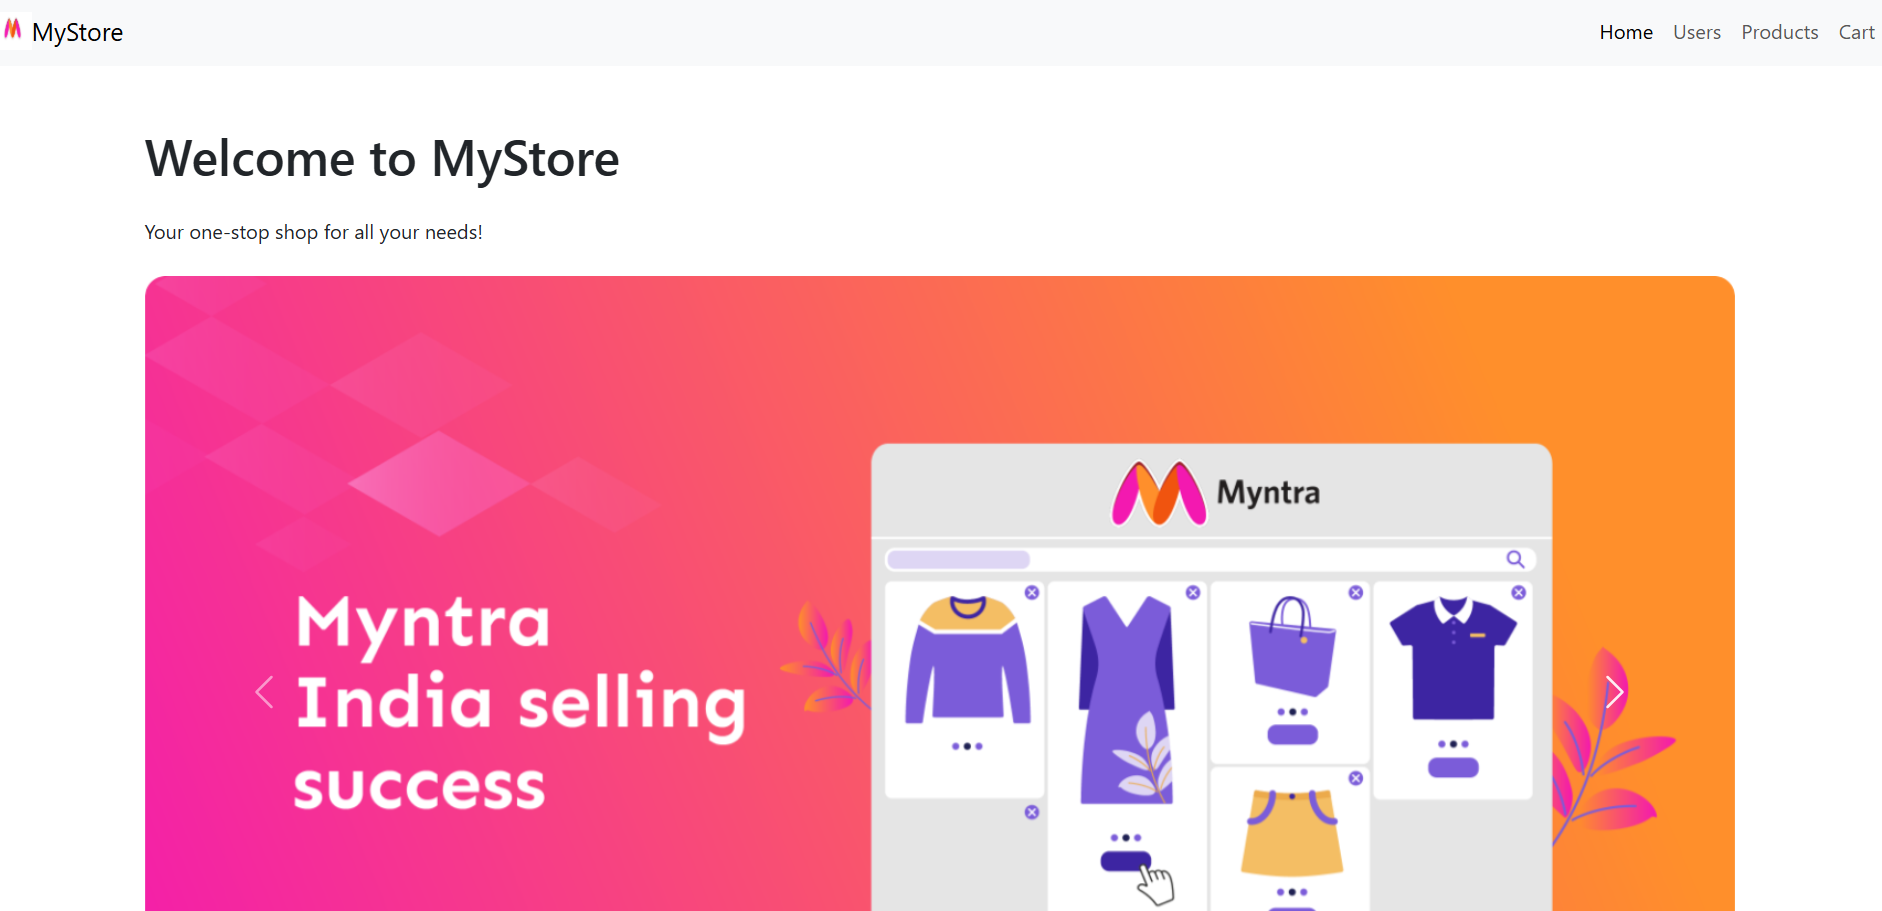 MyStore
Home Users Products Cart
Welcome to MyStore
Your one-stop shop for all your needs!
Myntra
Myntra
India selling
success